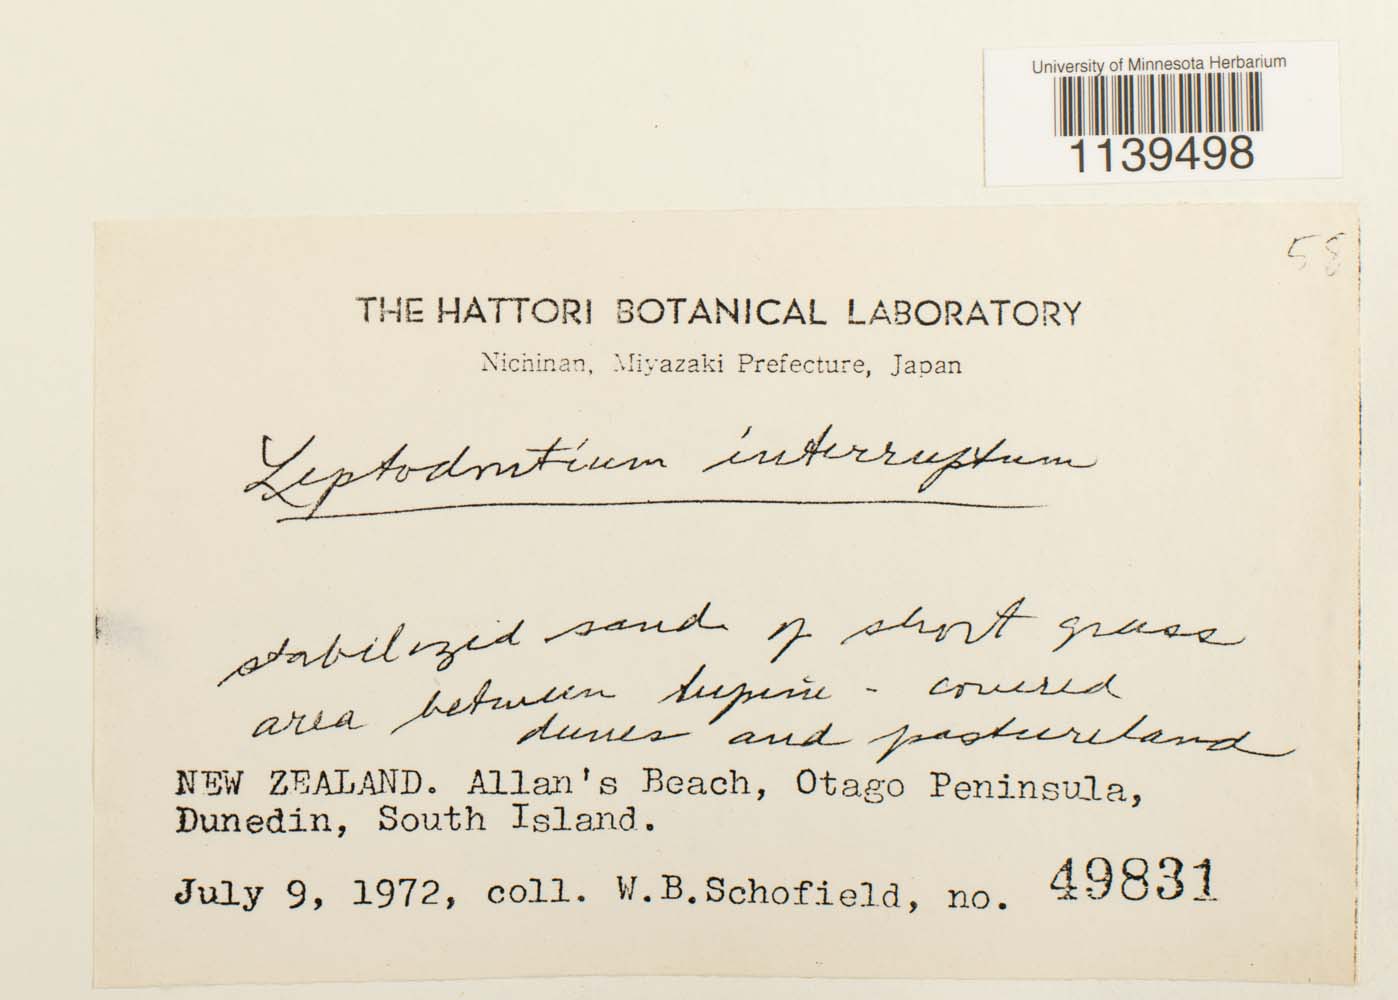 University of Minnesota Herbarium
1139498
58
THE HATTORI BOTANICAL LABORATORY
Nichinan, Miyazaki Prefecture, Japan
Leptodontium interruptum
stabilized sand of short grass
area between lupine - covered
dunes and pastureland
NEW ZEALAND. Allan's Beach, Otago Peninsula,
Dunedin, South Island.
July 9, 1972, coll. W.B.Schofield, no. 49831